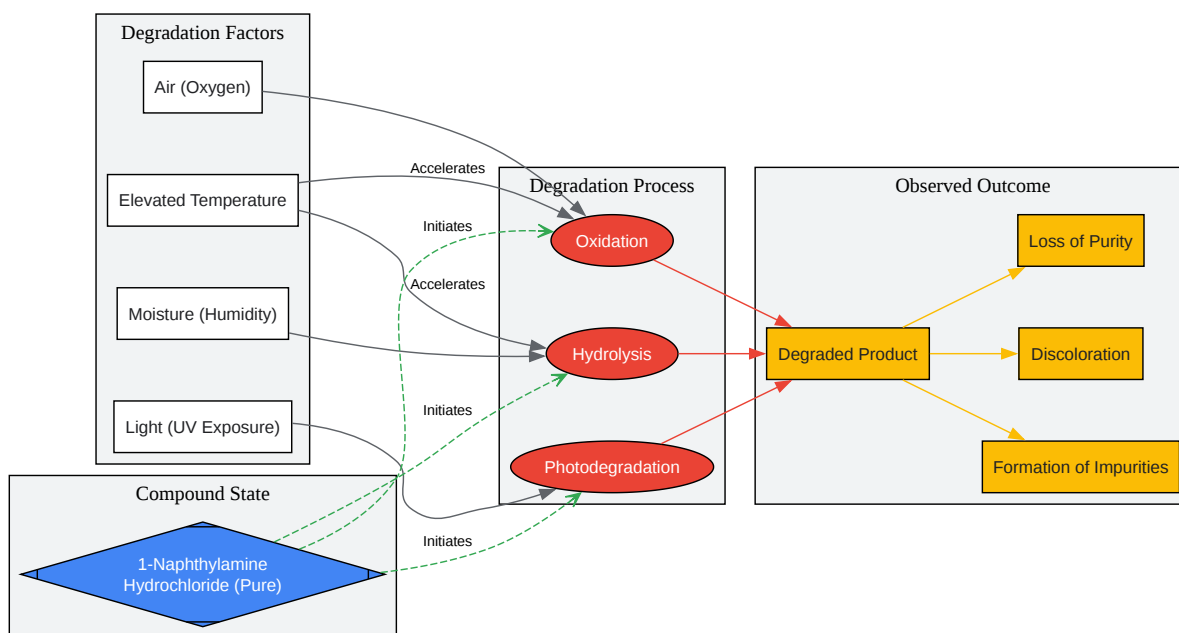 Degradation Factors
Air (Oxygen)
Elevated Temperature
Moisture (Humidity)
Light (UV Exposure)
Compound State
1-Naphthylamine
Hydrochloride (Pure)
Accelerates
Initiates
Accelerates
Initiates
Initiates
Degradation Process
Oxidation
Hydrolysis
Photodegradation
Observed Outcome
Degraded Product
Loss of Purity
Discoloration
Formation of Impurities